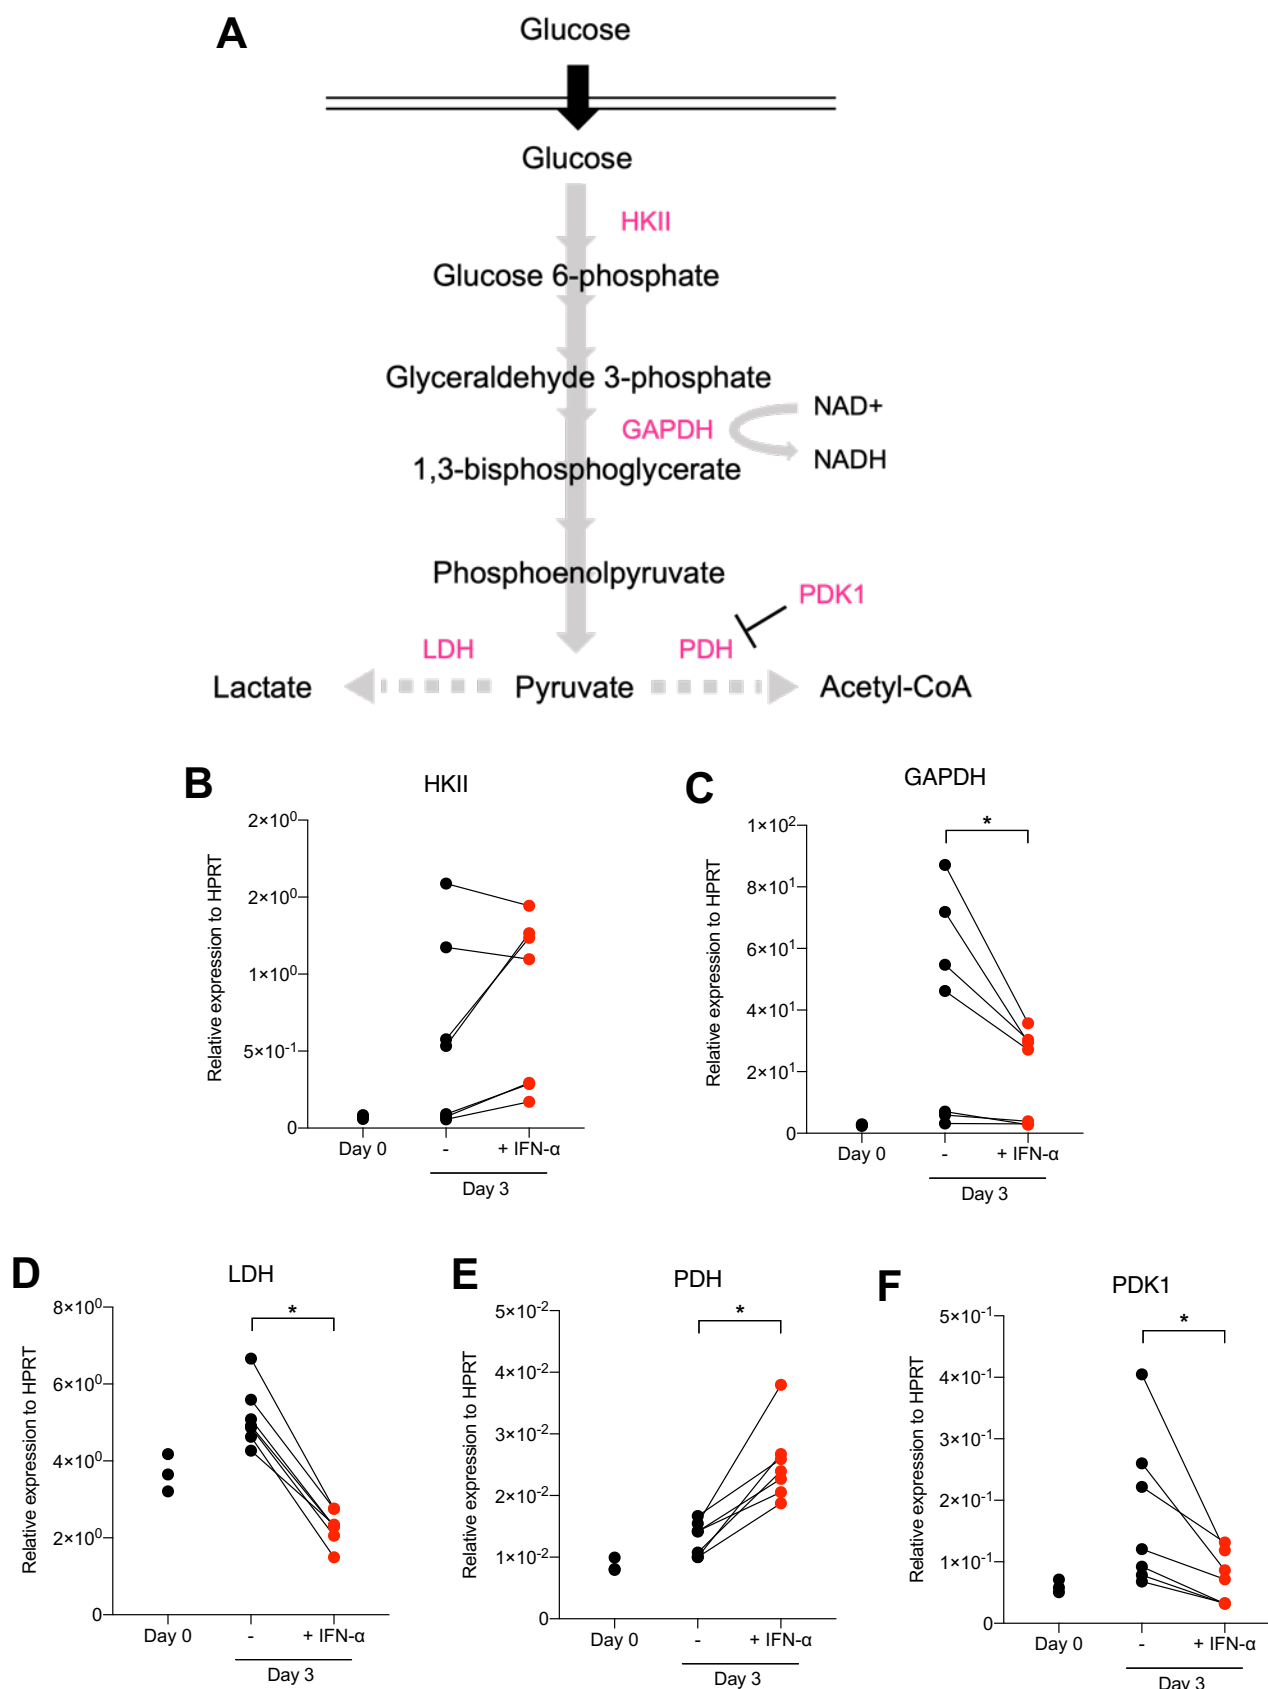 A
Glucose
Glucose
HKII
Glucose 6-phosphate
Glyceraldehyde 3-phosphate
NAD+
GAPDH
NADH
1,3-bisphosphoglycerate
Phosphoenolpyruvate
PDK1
LDH
PDH
Lactate
Pyruvate
Acetyl-CoA
B
HKII
Relative expression to HPRT
2×10⁰
2×10⁰
1×10⁰
5×10⁻¹
0
Day 0
-
+ IFN-α
Day 3
C
GAPDH
Relative expression to HPRT
1×10²
8×10¹
6×10¹
4×10¹
2×10¹
0
*
Day 0
-
+ IFN-α
Day 3
D
LDH
Relative expression to HPRT
8×10⁰
6×10⁰
4×10⁰
2×10⁰
0
*
Day 0
-
+ IFN-α
Day 3
E
PDH
Relative expression to HPRT
5×10⁻²
4×10⁻²
3×10⁻²
2×10⁻²
1×10⁻²
0
*
Day 0
-
+ IFN-α
Day 3
F
PDK1
Relative expression to HPRT
5×10⁻¹
4×10⁻¹
3×10⁻¹
2×10⁻¹
1×10⁻¹
0
*
Day 0
-
+ IFN-α
Day 3